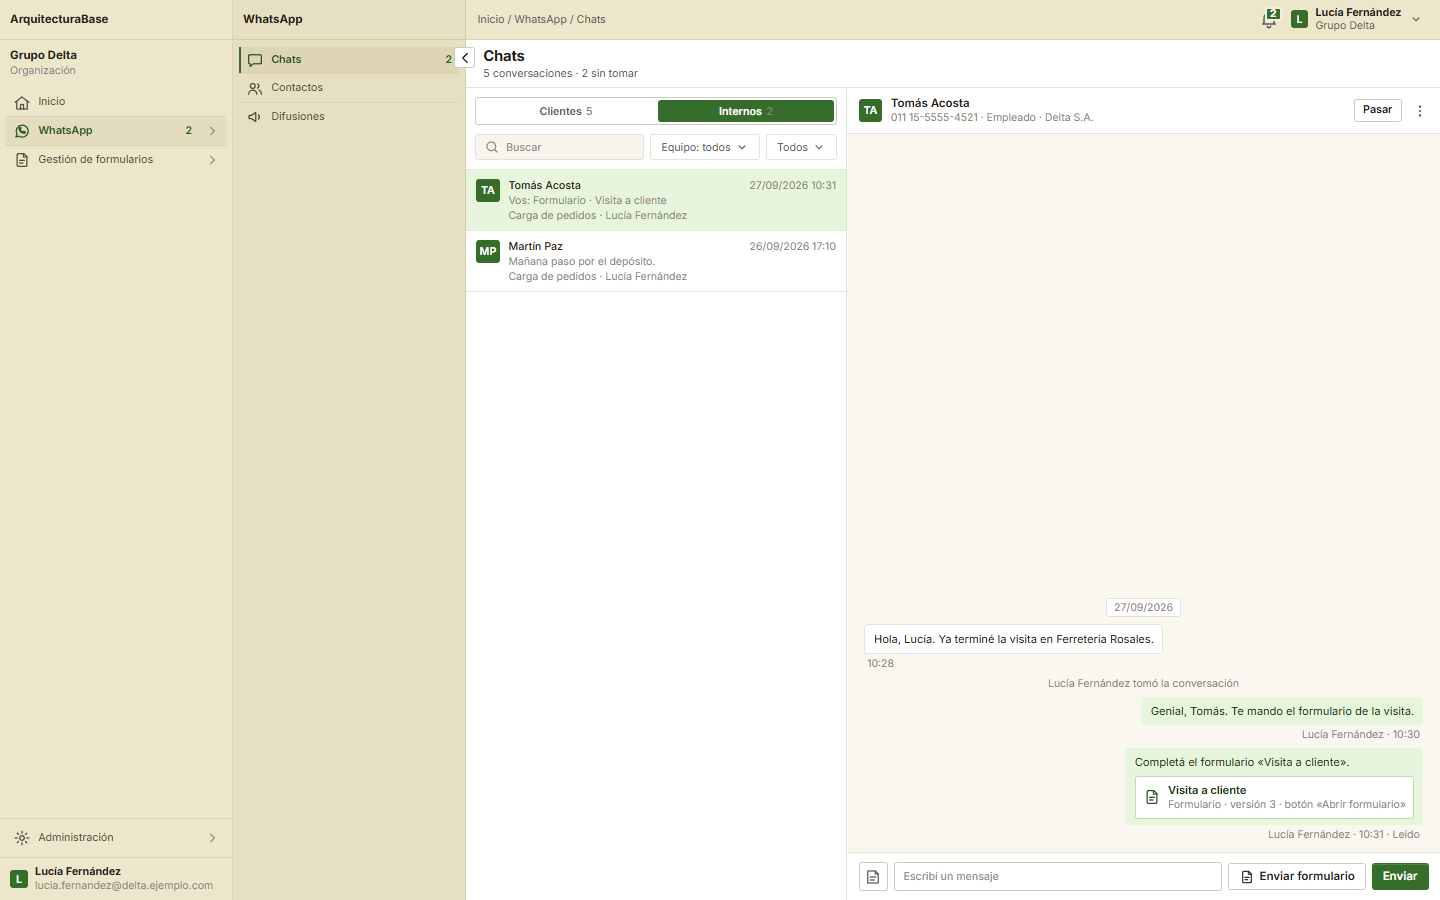 ArquitecturaBase
Grupo Delta
Organización
Inicio
WhatsApp 2
Gestión de formularios
Administración
L Lucía Fernández
lucia.fernandez@delta.ejemplo.com
WhatsApp
Chats 2
Contactos
Difusiones
Inicio / WhatsApp / Chats
2
L Lucía Fernández
Grupo Delta
Chats
5 conversaciones · 2 sin tomar
Clientes 5 Internos 2
Buscar Equipo: todos Todos
TA Tomás Acosta 27/09/2026 10:31
Vos: Formulario · Visita a cliente
Carga de pedidos · Lucía Fernández
MP Martín Paz 26/09/2026 17:10
Mañana paso por el depósito.
Carga de pedidos · Lucía Fernández
TA Tomás Acosta
011 15-5555-4521 · Empleado · Delta S.A.
Pasar
27/09/2026
Hola, Lucía. Ya terminé la visita en Ferretería Rosales.
10:28
Lucía Fernández tomó la conversación
Genial, Tomás. Te mando el formulario de la visita.
Lucía Fernández · 10:30
Completá el formulario «Visita a cliente».
Visita a cliente
Formulario · versión 3 · botón «Abrir formulario»
Lucía Fernández · 10:31 · Leído
Escribí un mensaje Enviar formulario Enviar